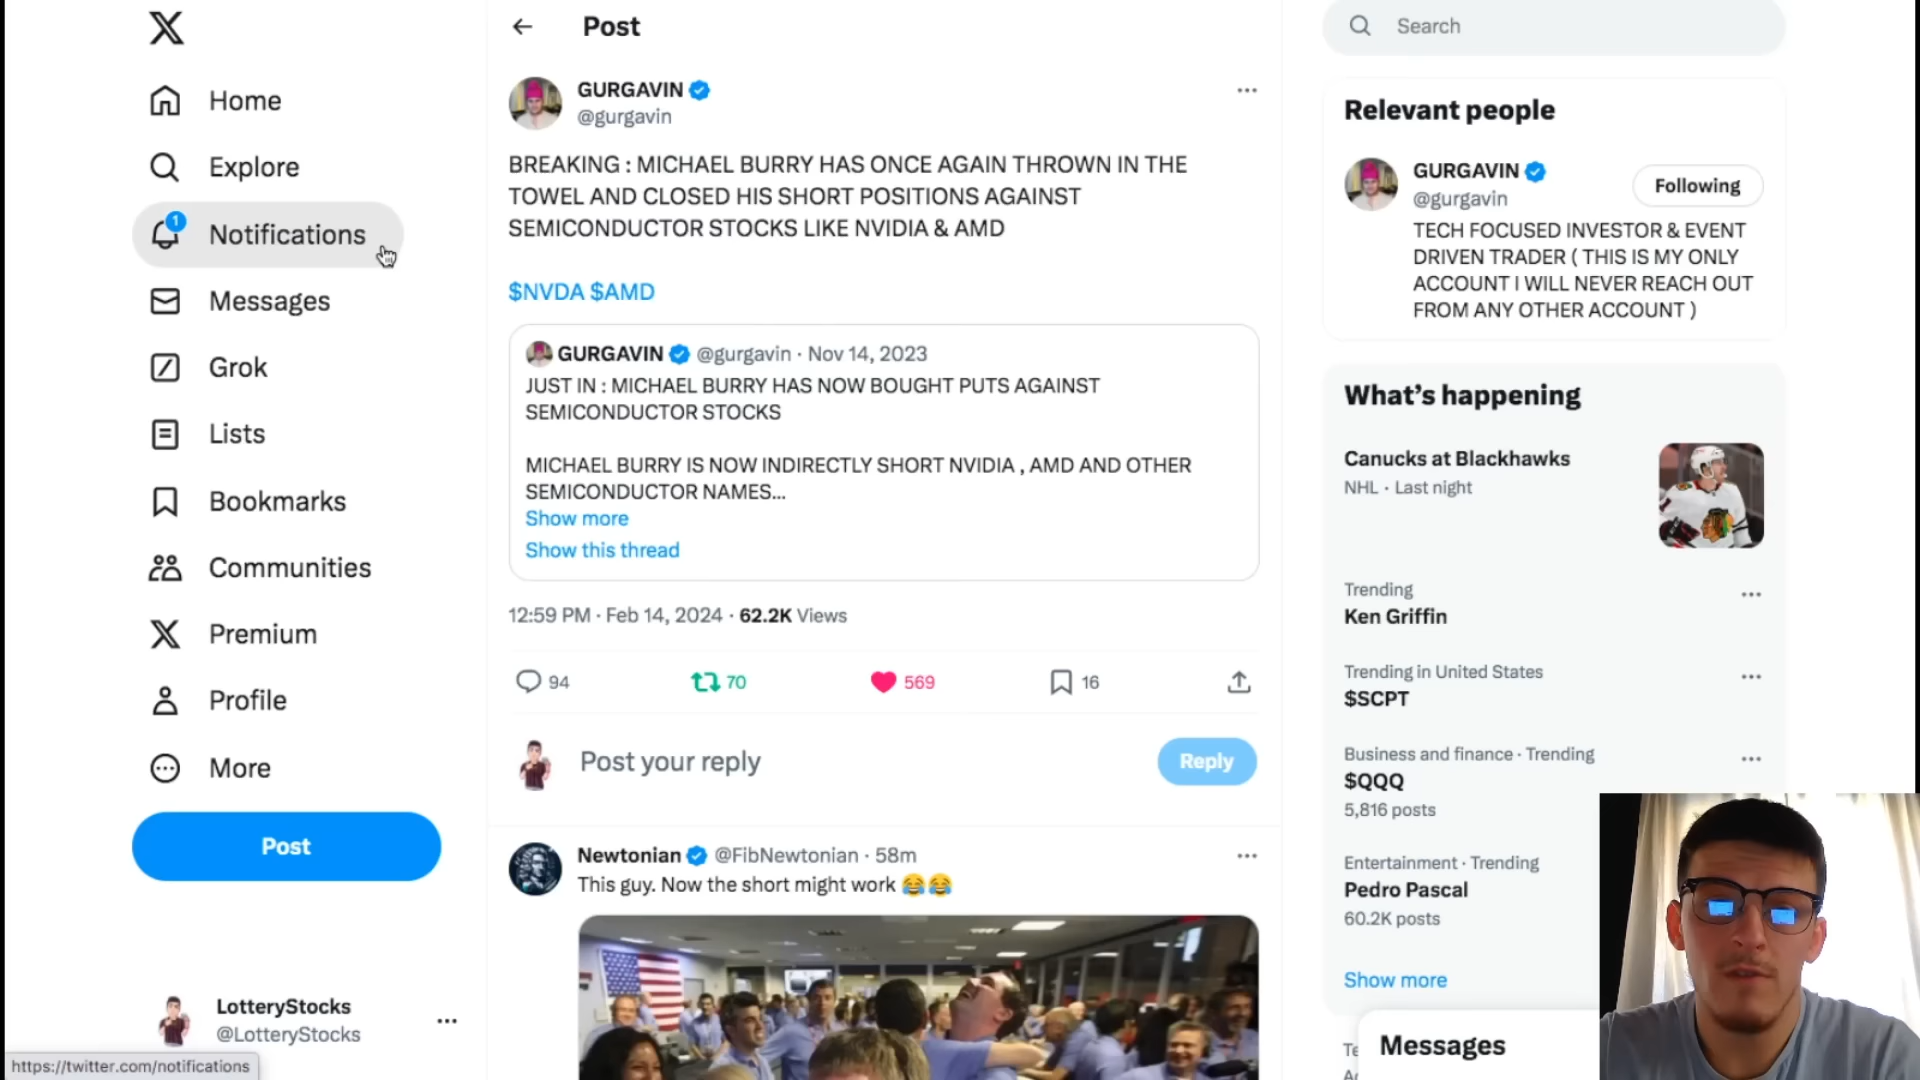 Home
Explore
1
Notifications
Messages
Grok
Lists
Bookmarks
Communities
Premium
Profile
More
Post
LotteryStocks
@LotteryStocks
https://twitter.com/notifications
Post
GURGAVIN
@gurgavin
BREAKING : MICHAEL BURRY HAS ONCE AGAIN THROWN IN THE
TOWEL AND CLOSED HIS SHORT POSITIONS AGAINST
SEMICONDUCTOR STOCKS LIKE NVIDIA & AMD
$NVDA $AMD
GURGAVIN @gurgavin · Nov 14, 2023
JUST IN : MICHAEL BURRY HAS NOW BOUGHT PUTS AGAINST
SEMICONDUCTOR STOCKS
MICHAEL BURRY IS NOW INDIRECTLY SHORT NVIDIA , AMD AND OTHER
SEMICONDUCTOR NAMES...
Show more
Show this thread
12:59 PM · Feb 14, 2024 · 62.2K Views
94 70 569 16
Post your reply
Reply
Newtonian @FibNewtonian · 58m
This guy. Now the short might work 😂😂
Search
Relevant people
GURGAVIN
@gurgavin
Following
TECH FOCUSED INVESTOR & EVENT
DRIVEN TRADER ( THIS IS MY ONLY
ACCOUNT I WILL NEVER REACH OUT
FROM ANY OTHER ACCOUNT )
What's happening
Canucks at Blackhawks
NHL · Last night
Trending
Ken Griffin
Trending in United States
$SCPT
Business and finance · Trending
$QQQ
5,816 posts
Entertainment · Trending
Pedro Pascal
60.2K posts
Show more
Messages